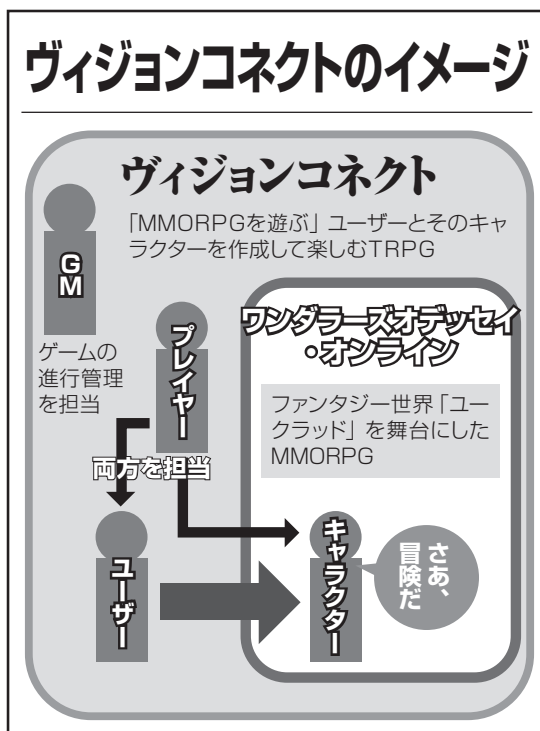 ヴィジョンコネクトのイメージ
ヴィジョンコネクト
「MMORPGを遊ぶ」ユーザーとそのキャ
ラクターを作成して楽しむTRPG
GM
ゲームの
進行管理
を担当
プレイヤー
ワンダラーズオデッセイ
・オンライン
ファンタジー世界「ユー
クラッド」を舞台にした
MMORPG
両方を担当
ユーザー
キャラクター
さあ、
冒険だ